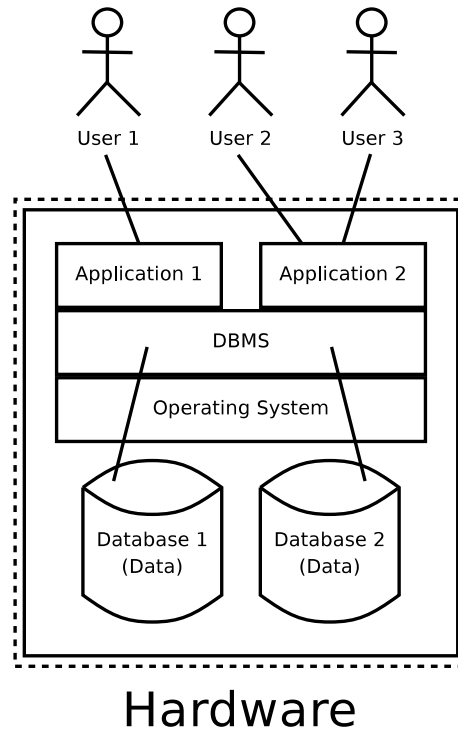 User 1
User 2
User 3
Application 1
Application 2
DBMS
Operating System
Database 1
(Data)
Database 2
(Data)
Hardware